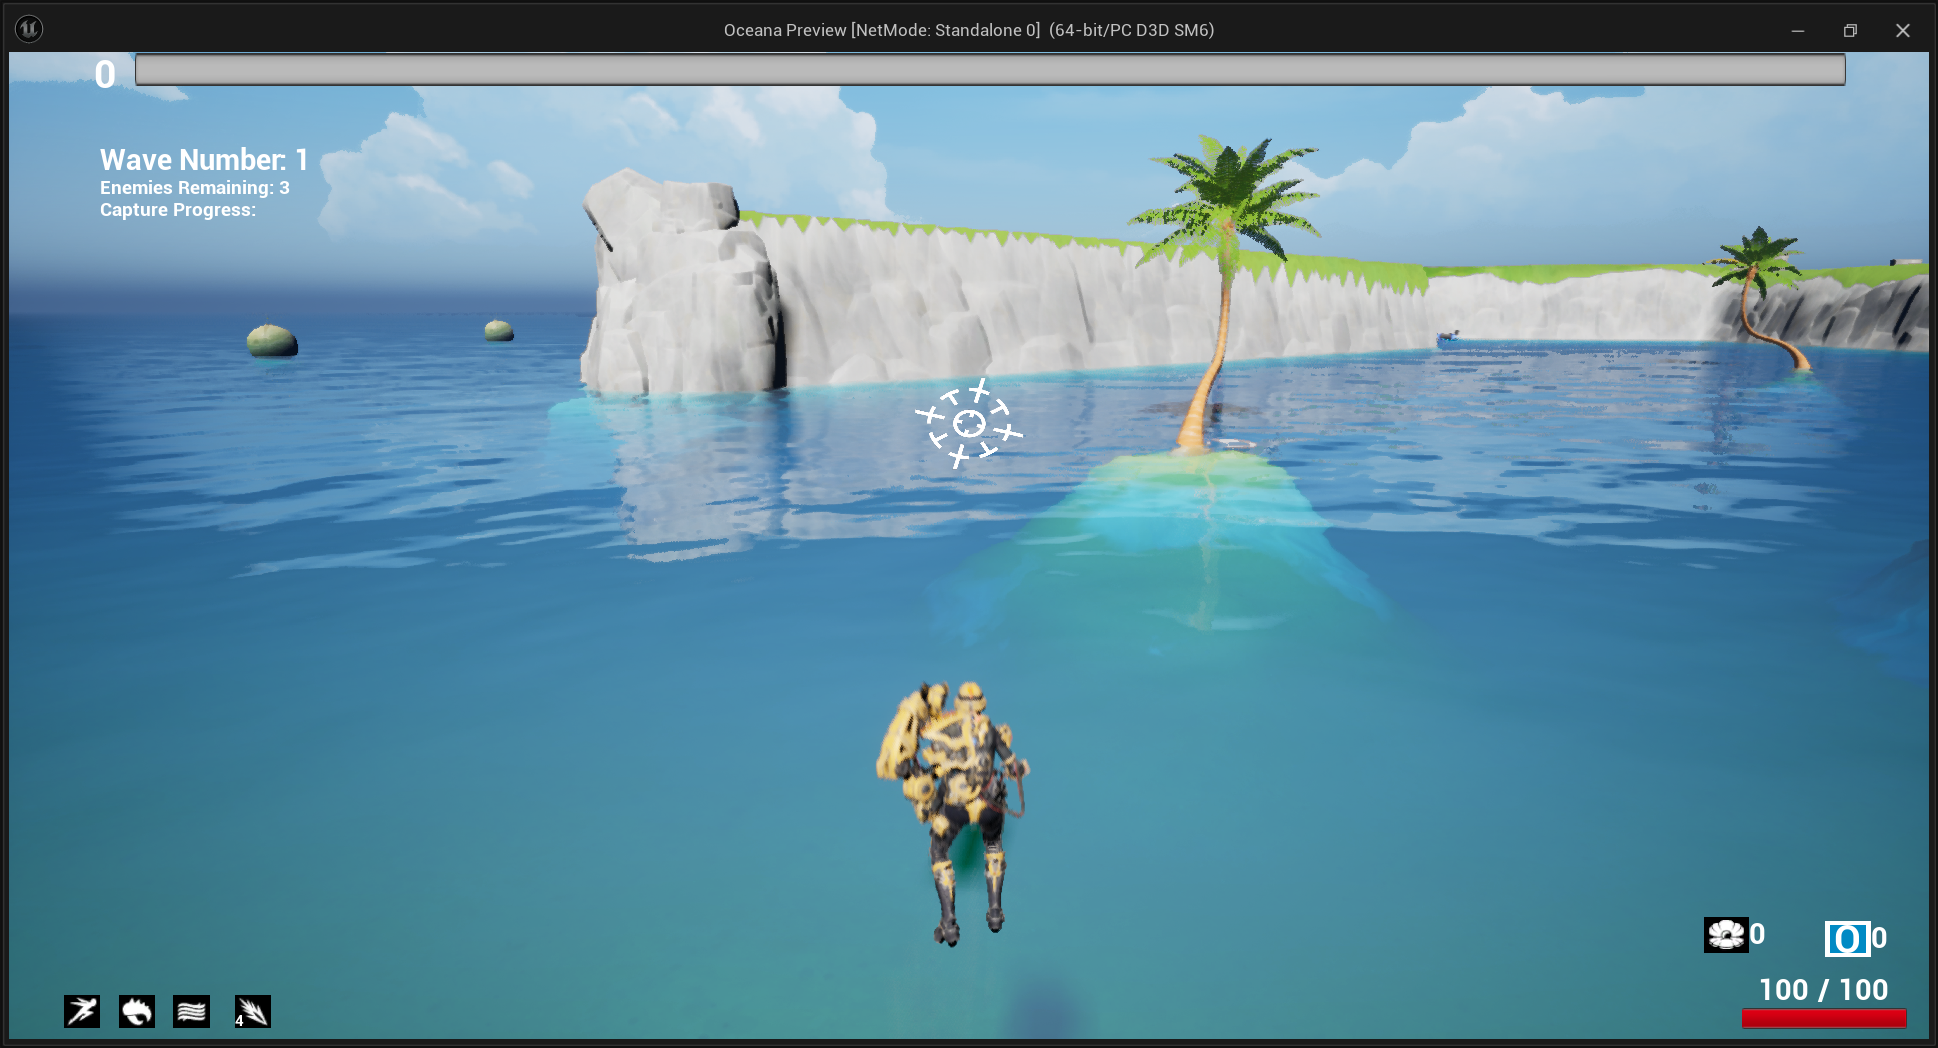 Oceana Preview [NetMode: Standalone 0] (64-bit/PC D3D SM6)
0
Wave Number: 1
Enemies Remaining: 3
Capture Progress:
0
O 0
100 / 100
4